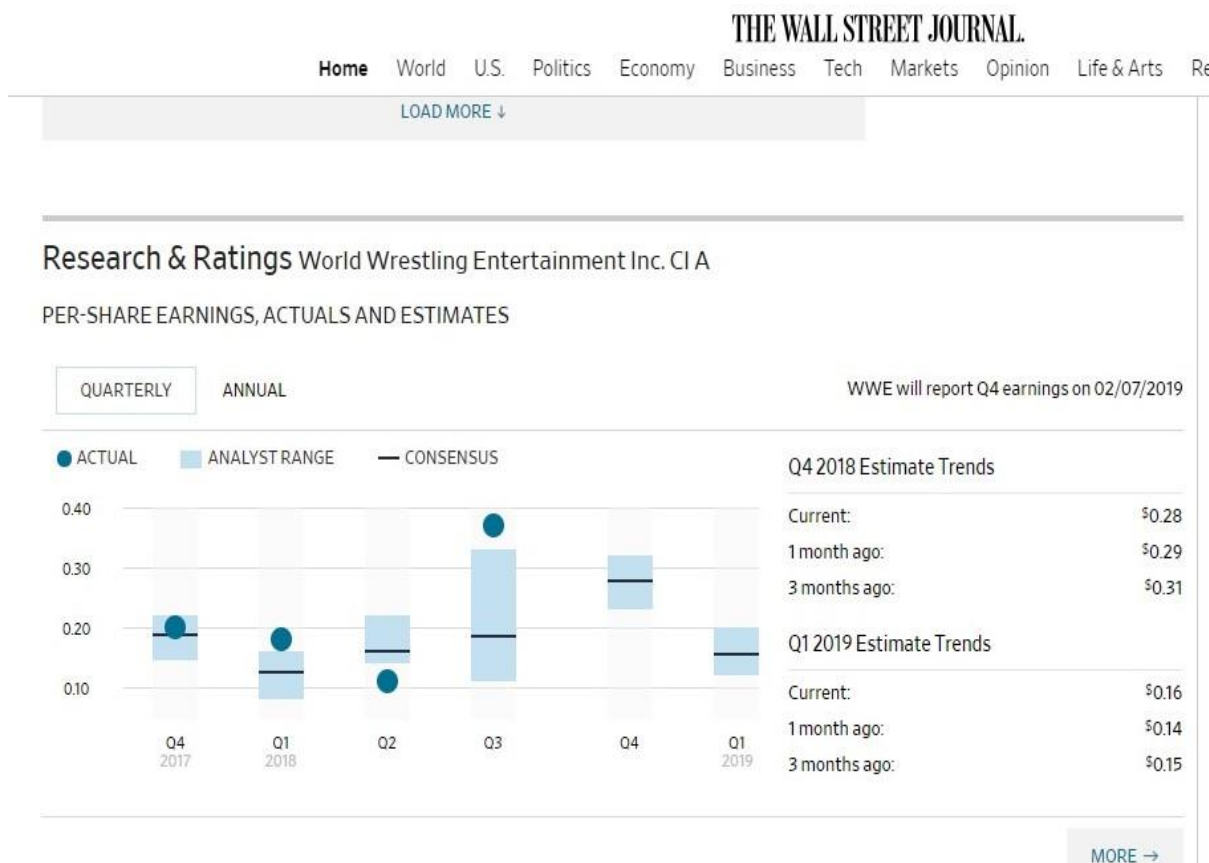 THE WALL STREET JOURNAL.
Home World U.S. Politics Economy Business Tech Markets Opinion Life & Arts Re
LOAD MORE ↓
Research & Ratings World Wrestling Entertainment Inc. Cl A
PER-SHARE EARNINGS, ACTUALS AND ESTIMATES
QUARTERLY ANNUAL
WWE will report Q4 earnings on 02/07/2019
ACTUAL ANALYST RANGE CONSENSUS
0.40
0.30
0.20
0.10
Q4 Q1 Q2 Q3 Q4 Q1
2017 2018 2019
Q4 2018 Estimate Trends
Current: $0.28
1 month ago: $0.29
3 months ago: $0.31
Q1 2019 Estimate Trends
Current: $0.16
1 month ago: $0.14
3 months ago: $0.15
MORE →